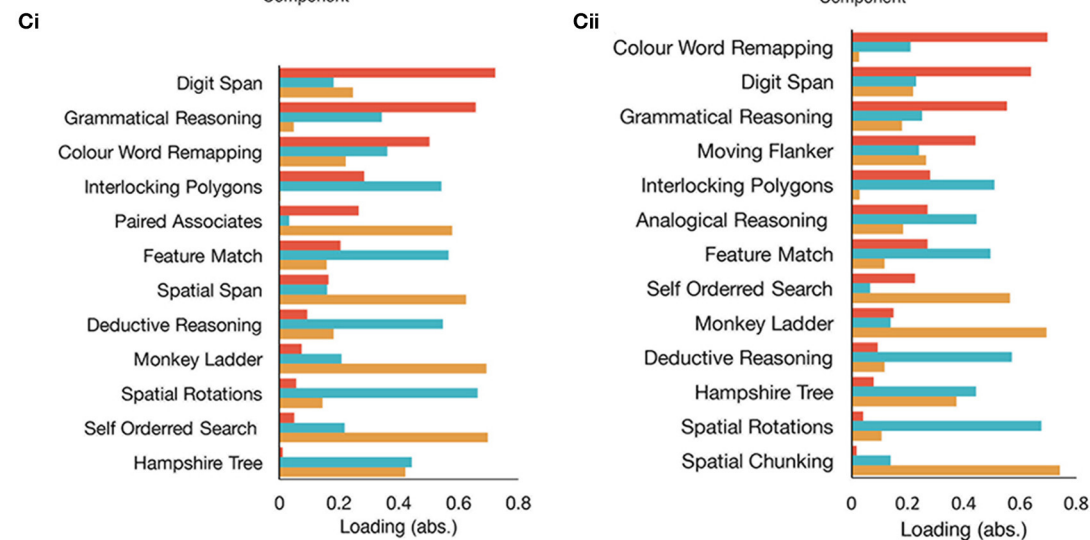 Component
Component
Ci
Digit Span
Grammatical Reasoning
Colour Word Remapping
Interlocking Polygons
Paired Associates
Feature Match
Spatial Span
Deductive Reasoning
Monkey Ladder
Spatial Rotations
Self Orderred Search
Hampshire Tree
0 0.2 0.4 0.6 0.8
Loading (abs.)
Cii
Colour Word Remapping
Digit Span
Grammatical Reasoning
Moving Flanker
Interlocking Polygons
Analogical Reasoning
Feature Match
Self Orderred Search
Monkey Ladder
Deductive Reasoning
Hampshire Tree
Spatial Rotations
Spatial Chunking
0 0.2 0.4 0.6 0.8
Loading (abs.)